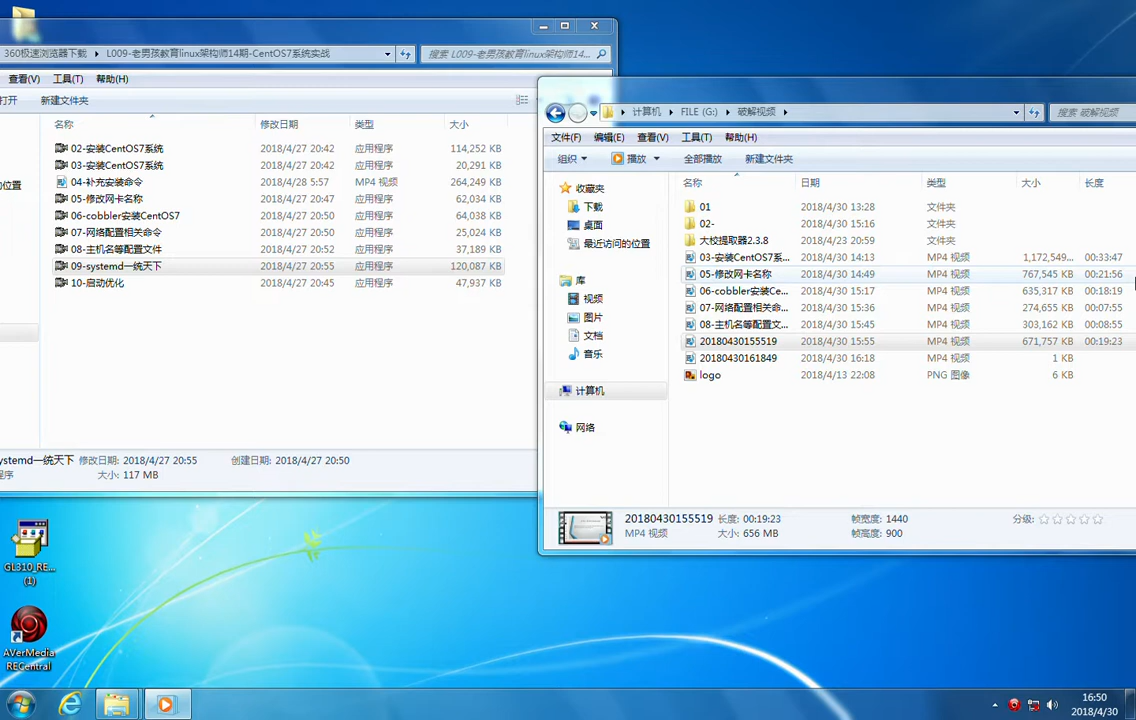 360极速浏览器下载 ▸ L009-老男孩教育linux架构师14期-CentOS7系统实战
搜索 L009-老男孩教育linux架构师14...
查看(V) 工具(T) 帮助(H)
打开 新建文件夹
名称 修改日期 类型 大小
02-安装CentOS7系统 2018/4/27 20:42 应用程序 114,252 KB
03-安装CentOS7系统 2018/4/27 20:42 应用程序 20,291 KB
的位置
04-补充安装命令 2018/4/28 5:57 MP4 视频 264,249 KB
05-修改网卡名称 2018/4/27 20:47 应用程序 62,034 KB
06-cobbler安装CentOS7 2018/4/27 20:50 应用程序 64,038 KB
07-网络配置相关命令 2018/4/27 20:50 应用程序 25,024 KB
08-主机名等配置文件 2018/4/27 20:52 应用程序 37,189 KB
09-systemd一统天下 2018/4/27 20:55 应用程序 120,087 KB
10-启动优化 2018/4/27 20:45 应用程序 47,937 KB
ystemd一统天下 修改日期: 2018/4/27 20:55 创建日期: 2018/4/27 20:50
程序 大小: 117 MB
计算机 ▸ FILE (G:) ▸ 破解视频 ▸
搜索 破解视频
文件(F) 编辑(E) 查看(V) 工具(T) 帮助(H)
组织 播放 全部播放 新建文件夹
收藏夹
下载
桌面
最近访问的位置
库
视频
图片
文档
音乐
计算机
网络
名称 日期 类型 大小 长度
01 2018/4/30 13:28 文件夹
02- 2018/4/30 15:16 文件夹
大校提取器2.3.8 2018/4/23 20:59 文件夹
03-安装CentOS7系... 2018/4/30 14:13 MP4 视频 1,172,549... 00:33:47
05-修改网卡名称 2018/4/30 14:49 MP4 视频 767,545 KB 00:21:56
06-cobbler安装Ce... 2018/4/30 15:17 MP4 视频 635,317 KB 00:18:19
07-网络配置相关命... 2018/4/30 15:36 MP4 视频 274,655 KB 00:07:55
08-主机名等配置文... 2018/4/30 15:45 MP4 视频 303,162 KB 00:08:55
20180430155519 2018/4/30 15:55 MP4 视频 671,757 KB 00:19:23
20180430161849 2018/4/30 16:18 MP4 视频 1 KB
logo 2018/4/13 22:08 PNG 图像 6 KB
20180430155519 长度: 00:19:23 帧宽度: 1440 分级:
MP4 视频 大小: 656 MB 帧高度: 900
GL310_RE...
(1)
AVerMedia
RECentral
16:50
2018/4/30